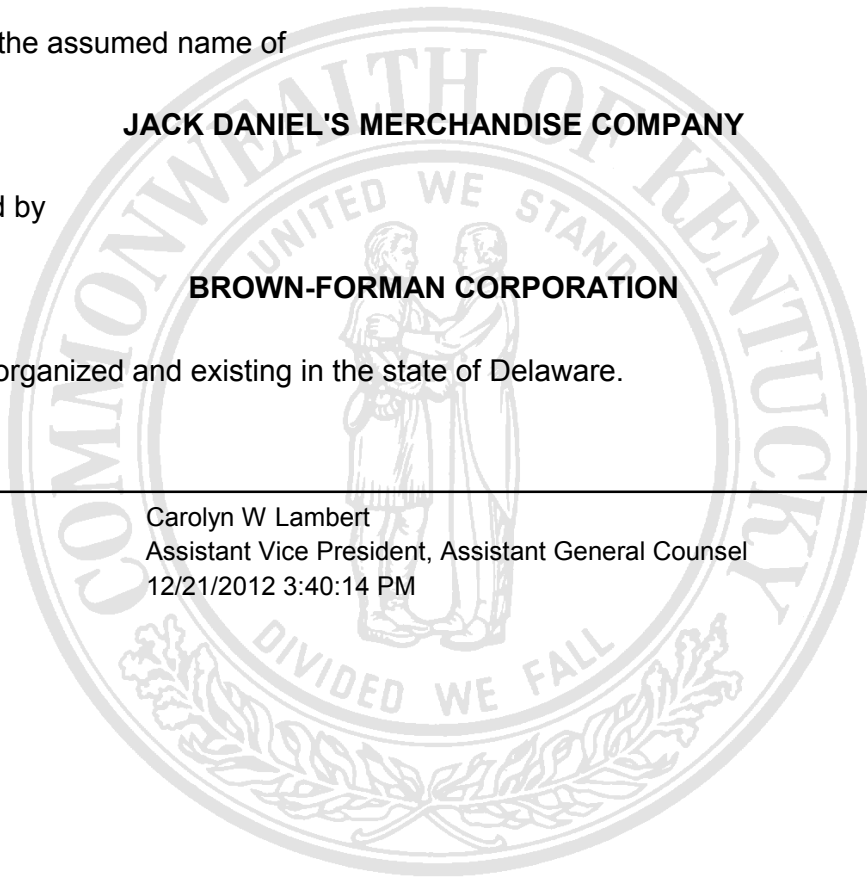 the assumed name of
JACK DANIEL'S MERCHANDISE COMPANY
d by
BROWN-FORMAN CORPORATION
organized and existing in the state of Delaware.
Carolyn W Lambert
Assistant Vice President, Assistant General Counsel
12/21/2012 3:40:14 PM
COMMONWEALTH OF KENTUCKY
UNITED WE STAND
DIVIDED WE FALL